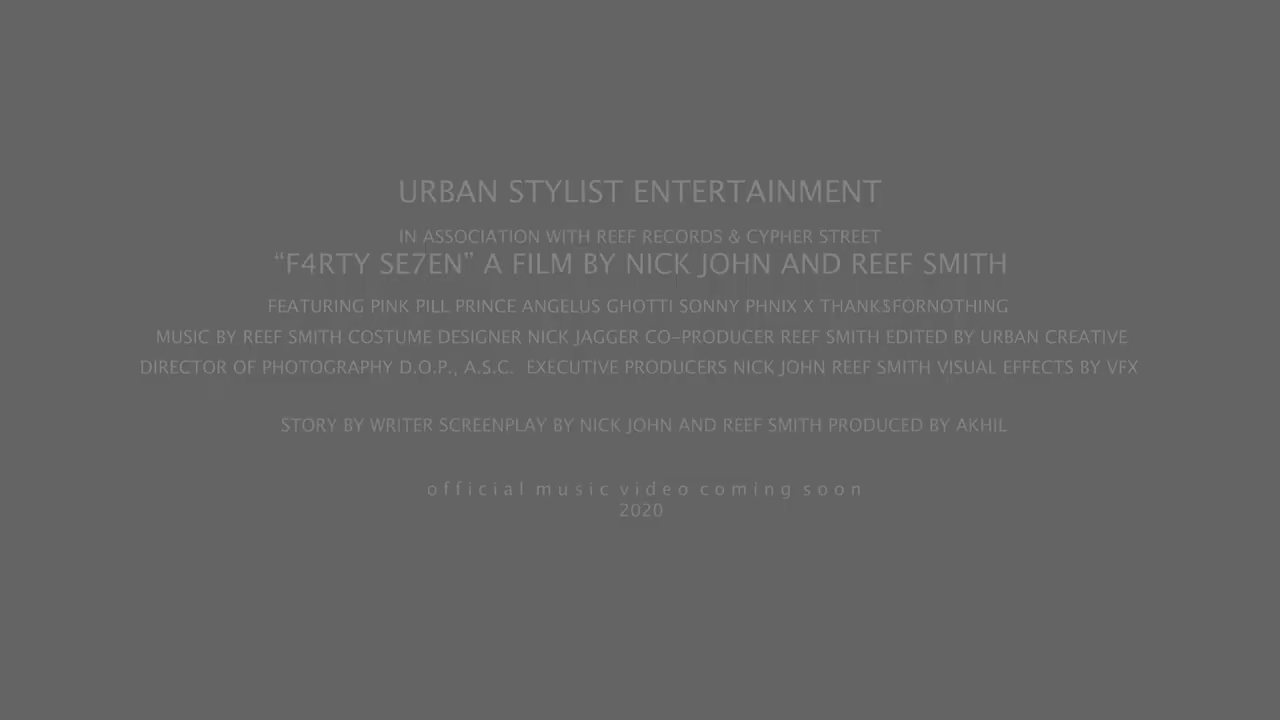 URBAN STYLIST ENTERTAINMENT
IN ASSOCIATION WITH REEF RECORDS & CYPHER STREET
“F4RTY SE7EN” A FILM BY NICK JOHN AND REEF SMITH
FEATURING PINK PILL PRINCE ANGELUS GHOTTI SONNY PHNIX X THANK$FORNOTHING
MUSIC BY REEF SMITH COSTUME DESIGNER NICK JAGGER CO-PRODUCER REEF SMITH EDITED BY URBAN CREATIVE
DIRECTOR OF PHOTOGRAPHY D.O.P., A.S.C. EXECUTIVE PRODUCERS NICK JOHN REEF SMITH VISUAL EFFECTS BY VFX
STORY BY WRITER SCREENPLAY BY NICK JOHN AND REEF SMITH PRODUCED BY AKHIL
official music video coming soon
2020